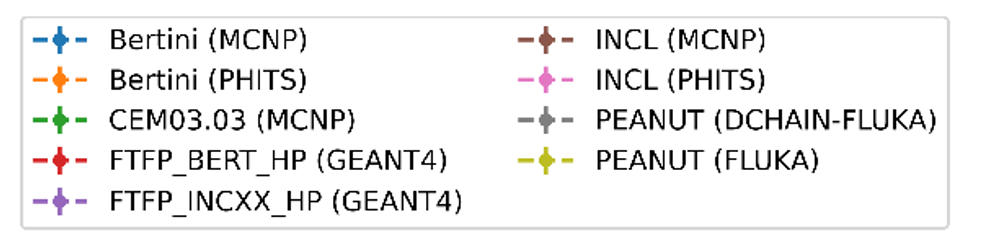 Bertini (MCNP)
Bertini (PHITS)
CEM03.03 (MCNP)
FTFP_BERT_HP (GEANT4)
FTFP_INCXX_HP (GEANT4)
INCL (MCNP)
INCL (PHITS)
PEANUT (DCHAIN-FLUKA)
PEANUT (FLUKA)